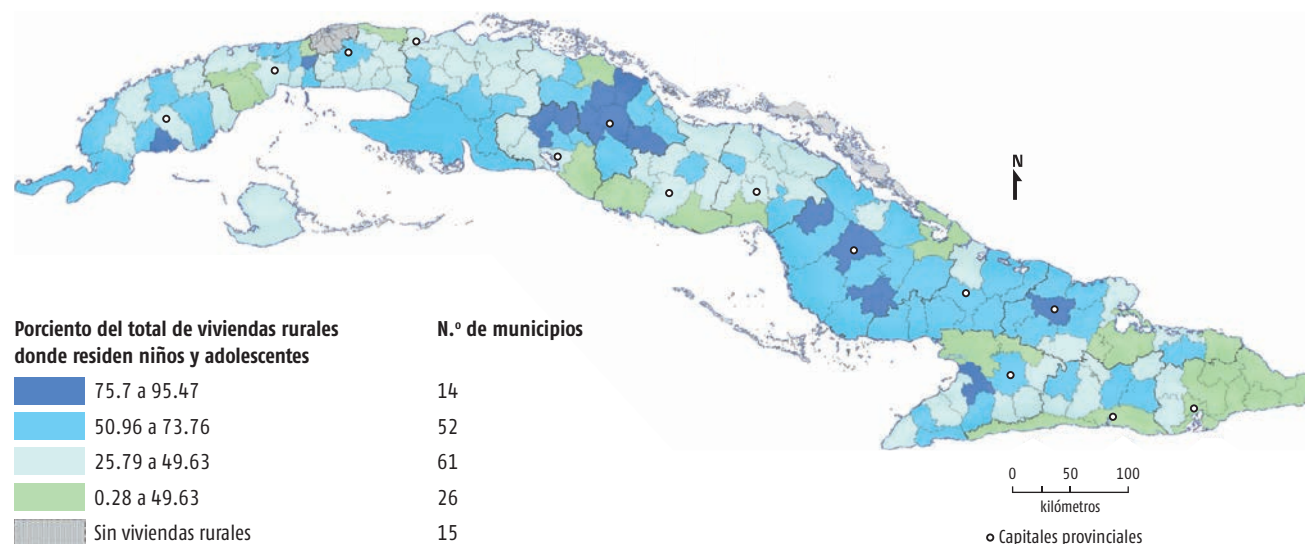 N
Porciento del total de viviendas rurales
donde residen niños y adolescentes
N.º de municipios
75.7 a 95.47 14
50.96 a 73.76 52
25.79 a 49.63 61
0.28 a 49.63 26
Sin viviendas rurales 15
0 50 100
kilómetros
Capitales provinciales